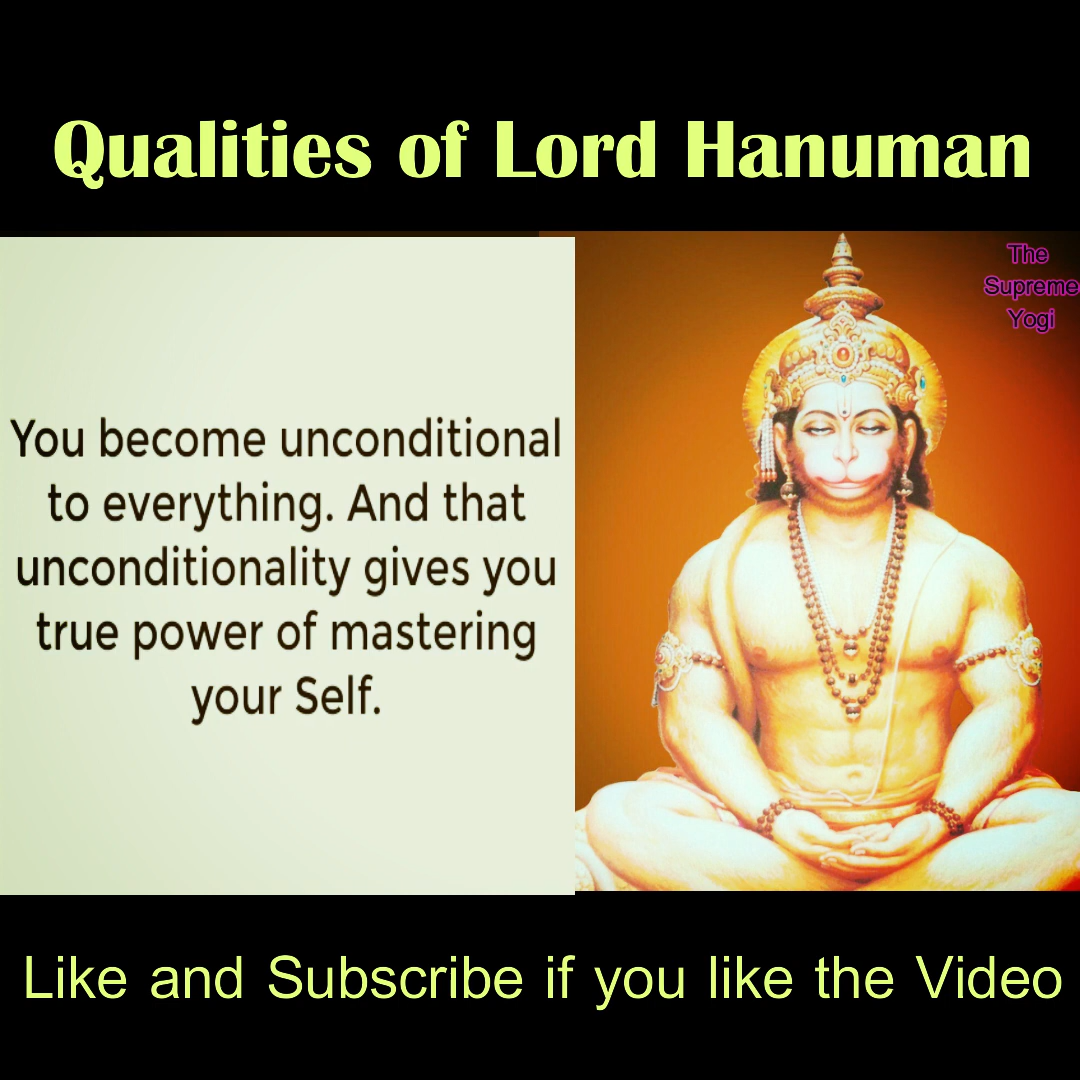 Qualities of Lord Hanuman
The
Supreme
Yogi
You become unconditional
to everything. And that
unconditionality gives you
true power of mastering
your Self.
Like and Subscribe if you like the Video